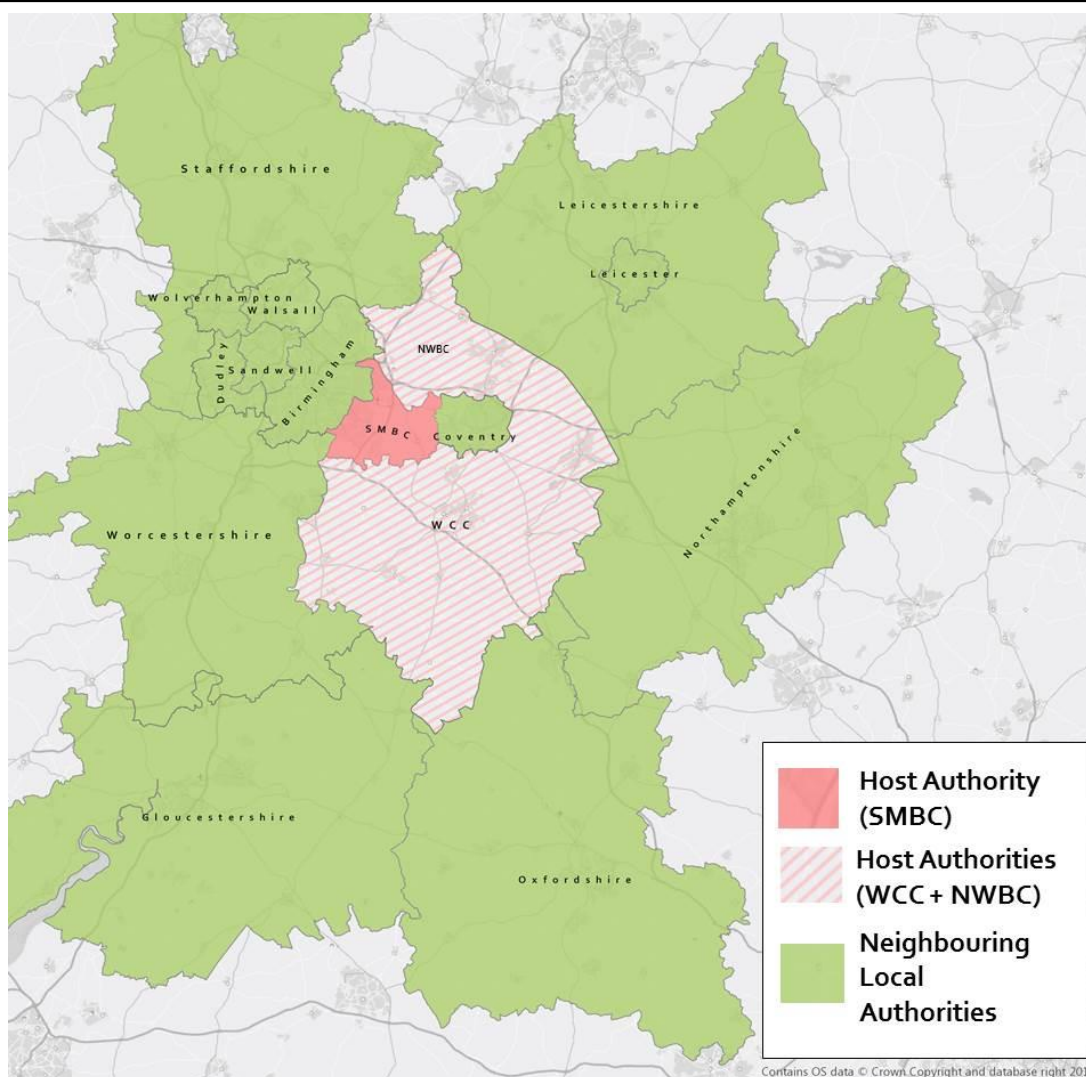 Staffordshire
Leicestershire
Leicester
Wolverhampton
Walsall
NWBC
Dudley
Sandwell
Birmingham
SMBC
Coventry
Northamptonshire
WCC
Worcestershire
Gloucestershire
Oxfordshire
Host Authority
(SMBC)
Host Authorities
(WCC + NWBC)
Neighbouring
Local
Authorities
Contains OS data © Crown Copyright and database right 201